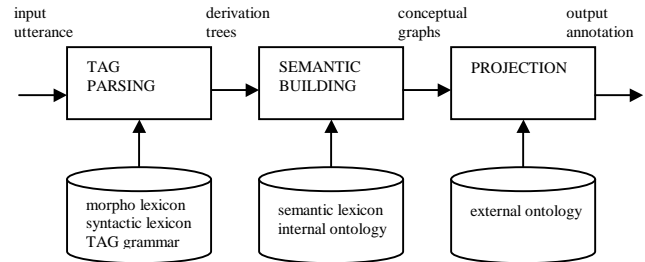 input utterance
derivation trees
conceptual graphs
output annotation
TAG PARSING
SEMANTIC BUILDING
PROJECTION
morpho lexicon
syntactic lexicon
TAG grammar
semantic lexicon
internal ontology
external ontology